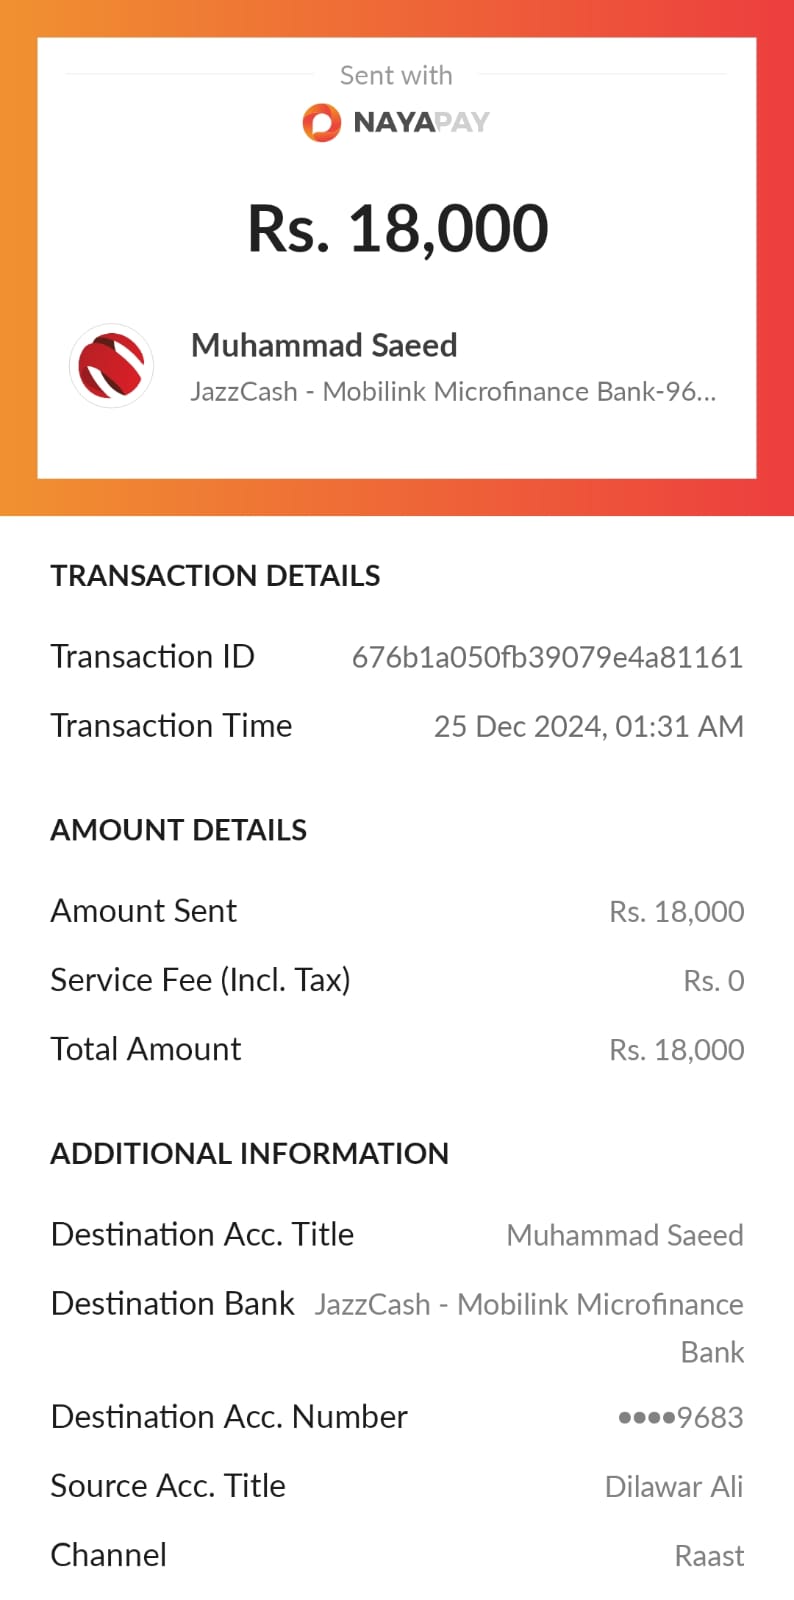 Sent with
NAYAPAY
Rs. 18,000
Muhammad Saeed
JazzCash - Mobilink Microfinance Bank-96...
TRANSACTION DETAILS
Transaction ID 676b1a050fb39079e4a81161
Transaction Time 25 Dec 2024, 01:31 AM
AMOUNT DETAILS
Amount Sent Rs. 18,000
Service Fee (Incl. Tax) Rs. 0
Total Amount Rs. 18,000
ADDITIONAL INFORMATION
Destination Acc. Title Muhammad Saeed
Destination Bank JazzCash - Mobilink Microfinance
Bank
Destination Acc. Number ••••9683
Source Acc. Title Dilawar Ali
Channel Raast